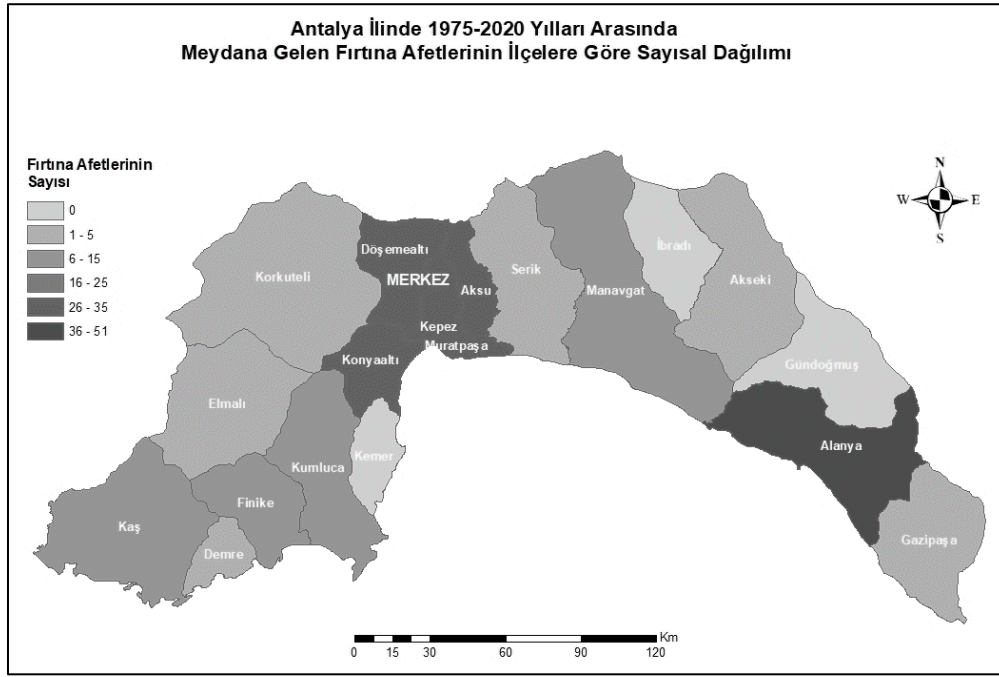 Antalya İlinde 1975-2020 Yılları Arasında
Meydana Gelen Fırtına Afetlerinin İlçelere Göre Sayısal Dağılımı
Fırtına Afetlerinin
Sayısı
0
1 - 5
6 - 15
16 - 25
26 - 35
36 - 51
N
W E
S
Döşemealtı
MERKEZ
Aksu
Korkuteli
Serik
İbradı
Akseki
Manavgat
Kepez
Muratpaşa
Konyaaltı
Gündoğmuş
Elmalı
Alanya
Kemer
Kumluca
Finike
Kaş
Demre
Gazipaşa
Km
0 15 30 60 90 120